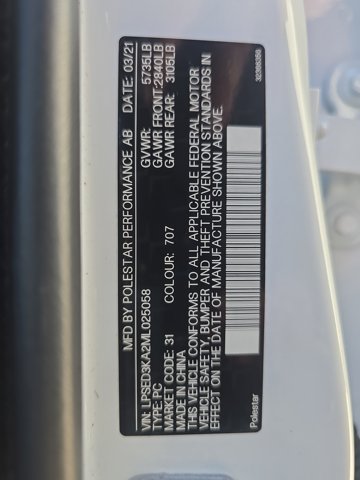 MFD BY POLESTAR PERFORMANCE AB DATE: 03/21
GVWR: 5735LB
GAWR FRONT:2840LB
GAWR REAR: 3105LB
VIN: LPSED3KA2ML025058
TYPE: PC
MARKET CODE: 31 COLOUR: 707
MADE IN CHINA
THIS VEHICLE CONFORMS TO ALL APPLICABLE FEDERAL MOTOR
VEHICLE SAFETY, BUMPER AND THEFT PREVENTION STANDARDS IN
EFFECT ON THE DATE OF MANUFACTURE SHOWN ABOVE.
Polestar